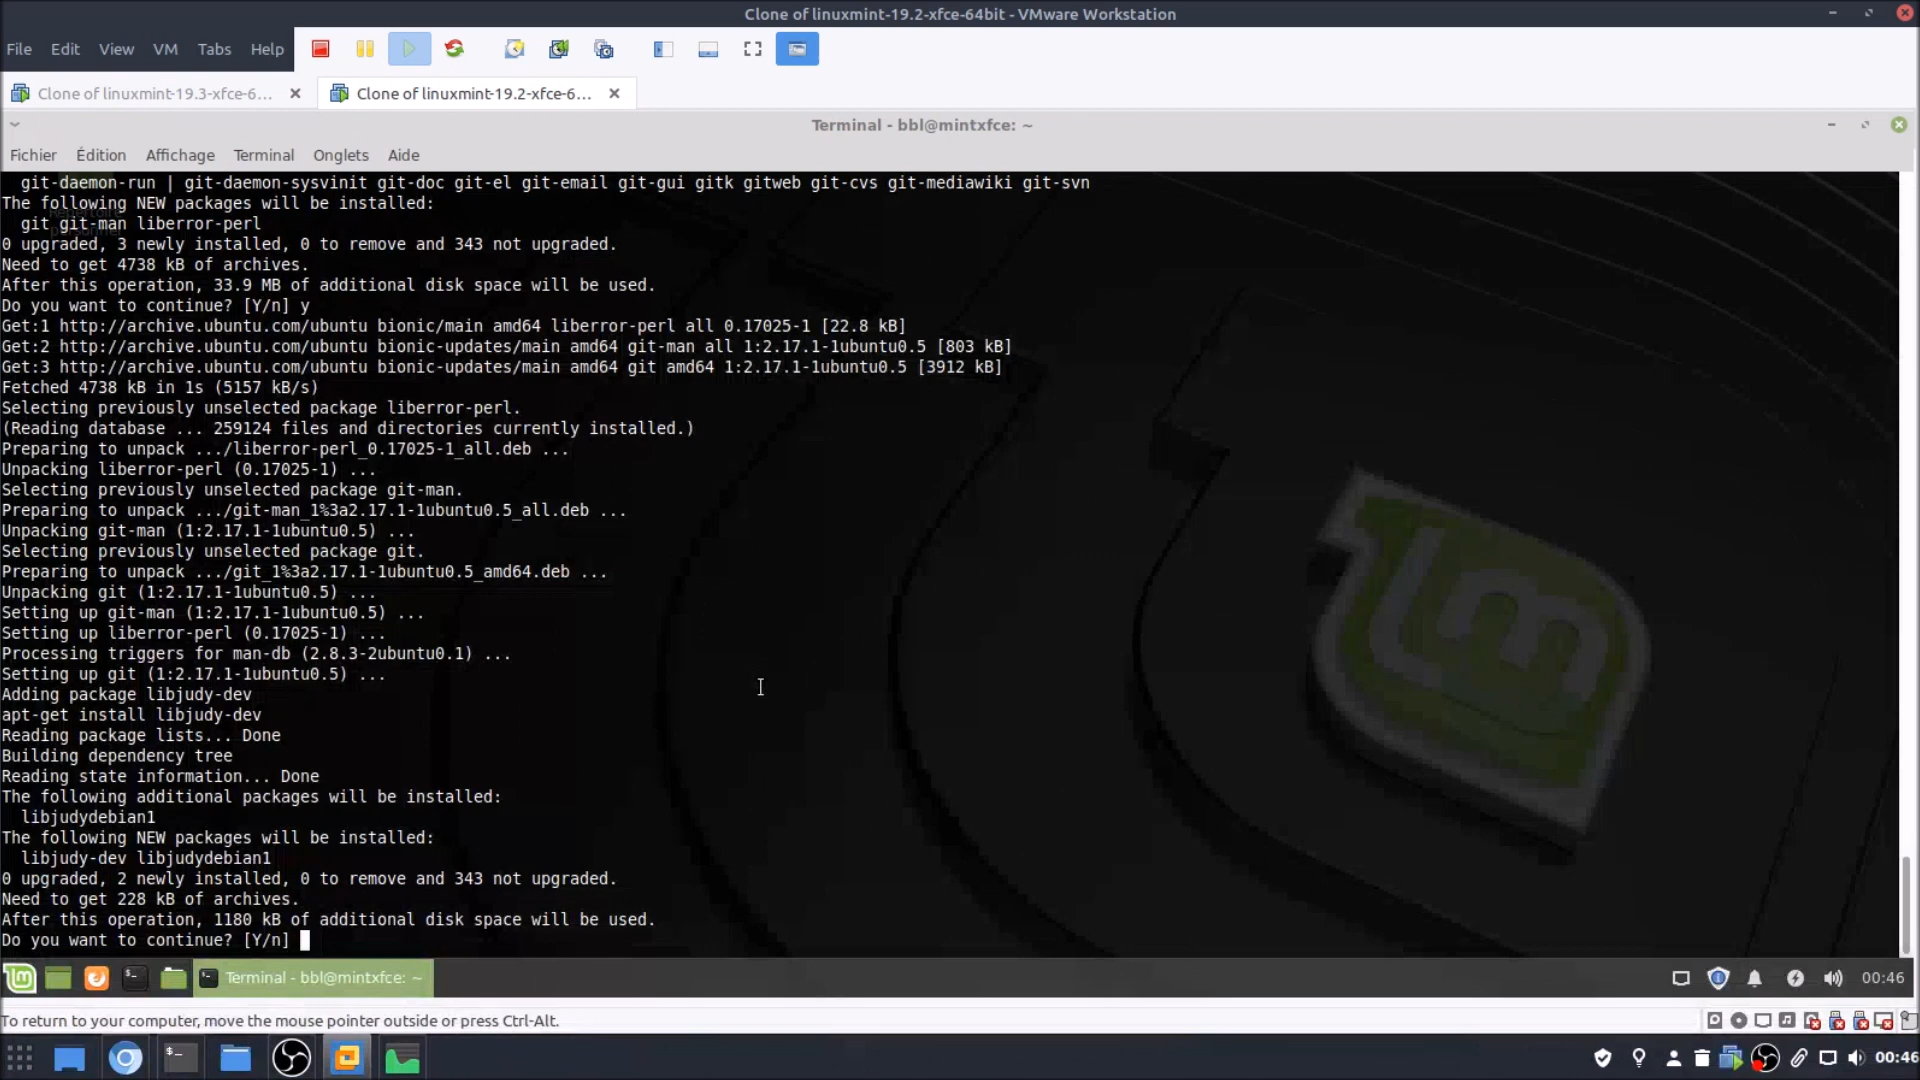 Clone of linuxmint-19.2-xfce-64bit - VMware Workstation
File Edit View VM Tabs Help
Clone of linuxmint-19.3-xfce-6...
Clone of linuxmint-19.2-xfce-6...
Terminal - bbl@mintxfce: ~
Fichier Édition Affichage Terminal Onglets Aide
git-daemon-run | git-daemon-sysvinit git-doc git-el git-email git-gui gitk gitweb git-cvs git-mediawiki git-svn
The following NEW packages will be installed:
git git-man liberror-perl
0 upgraded, 3 newly installed, 0 to remove and 343 not upgraded.
Need to get 4738 kB of archives.
After this operation, 33.9 MB of additional disk space will be used.
Do you want to continue? [Y/n] y
Get:1 http://archive.ubuntu.com/ubuntu bionic/main amd64 liberror-perl all 0.17025-1 [22.8 kB]
Get:2 http://archive.ubuntu.com/ubuntu bionic-updates/main amd64 git-man all 1:2.17.1-1ubuntu0.5 [803 kB]
Get:3 http://archive.ubuntu.com/ubuntu bionic-updates/main amd64 git amd64 1:2.17.1-1ubuntu0.5 [3912 kB]
Fetched 4738 kB in 1s (5157 kB/s)
Selecting previously unselected package liberror-perl.
(Reading database ... 259124 files and directories currently installed.)
Preparing to unpack .../liberror-perl_0.17025-1_all.deb ...
Unpacking liberror-perl (0.17025-1) ...
Selecting previously unselected package git-man.
Preparing to unpack .../git-man_1%3a2.17.1-1ubuntu0.5_all.deb ...
Unpacking git-man (1:2.17.1-1ubuntu0.5) ...
Selecting previously unselected package git.
Preparing to unpack .../git_1%3a2.17.1-1ubuntu0.5_amd64.deb ...
Unpacking git (1:2.17.1-1ubuntu0.5) ...
Setting up git-man (1:2.17.1-1ubuntu0.5) ...
Setting up liberror-perl (0.17025-1) ...
Processing triggers for man-db (2.8.3-2ubuntu0.1) ...
Setting up git (1:2.17.1-1ubuntu0.5) ...
Adding package libjudy-dev
apt-get install libjudy-dev
Reading package lists... Done
Building dependency tree
Reading state information... Done
The following additional packages will be installed:
libjudydebian1
The following NEW packages will be installed:
libjudy-dev libjudydebian1
0 upgraded, 2 newly installed, 0 to remove and 343 not upgraded.
Need to get 228 kB of archives.
After this operation, 1180 kB of additional disk space will be used.
Do you want to continue? [Y/n]
Terminal - bbl@mintxfce: ~
00:46
To return to your computer, move the mouse pointer outside or press Ctrl-Alt.
00:46